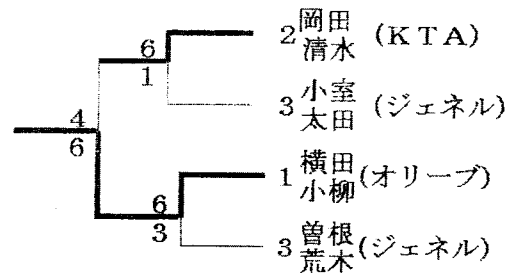 岡田
2 (KTA)
清水
6
1
小室
3 (ジェネル)
太田
4
6
横田
1 (オリーブ)
小柳
6
3
曽根
3 (ジェネル)
荒木